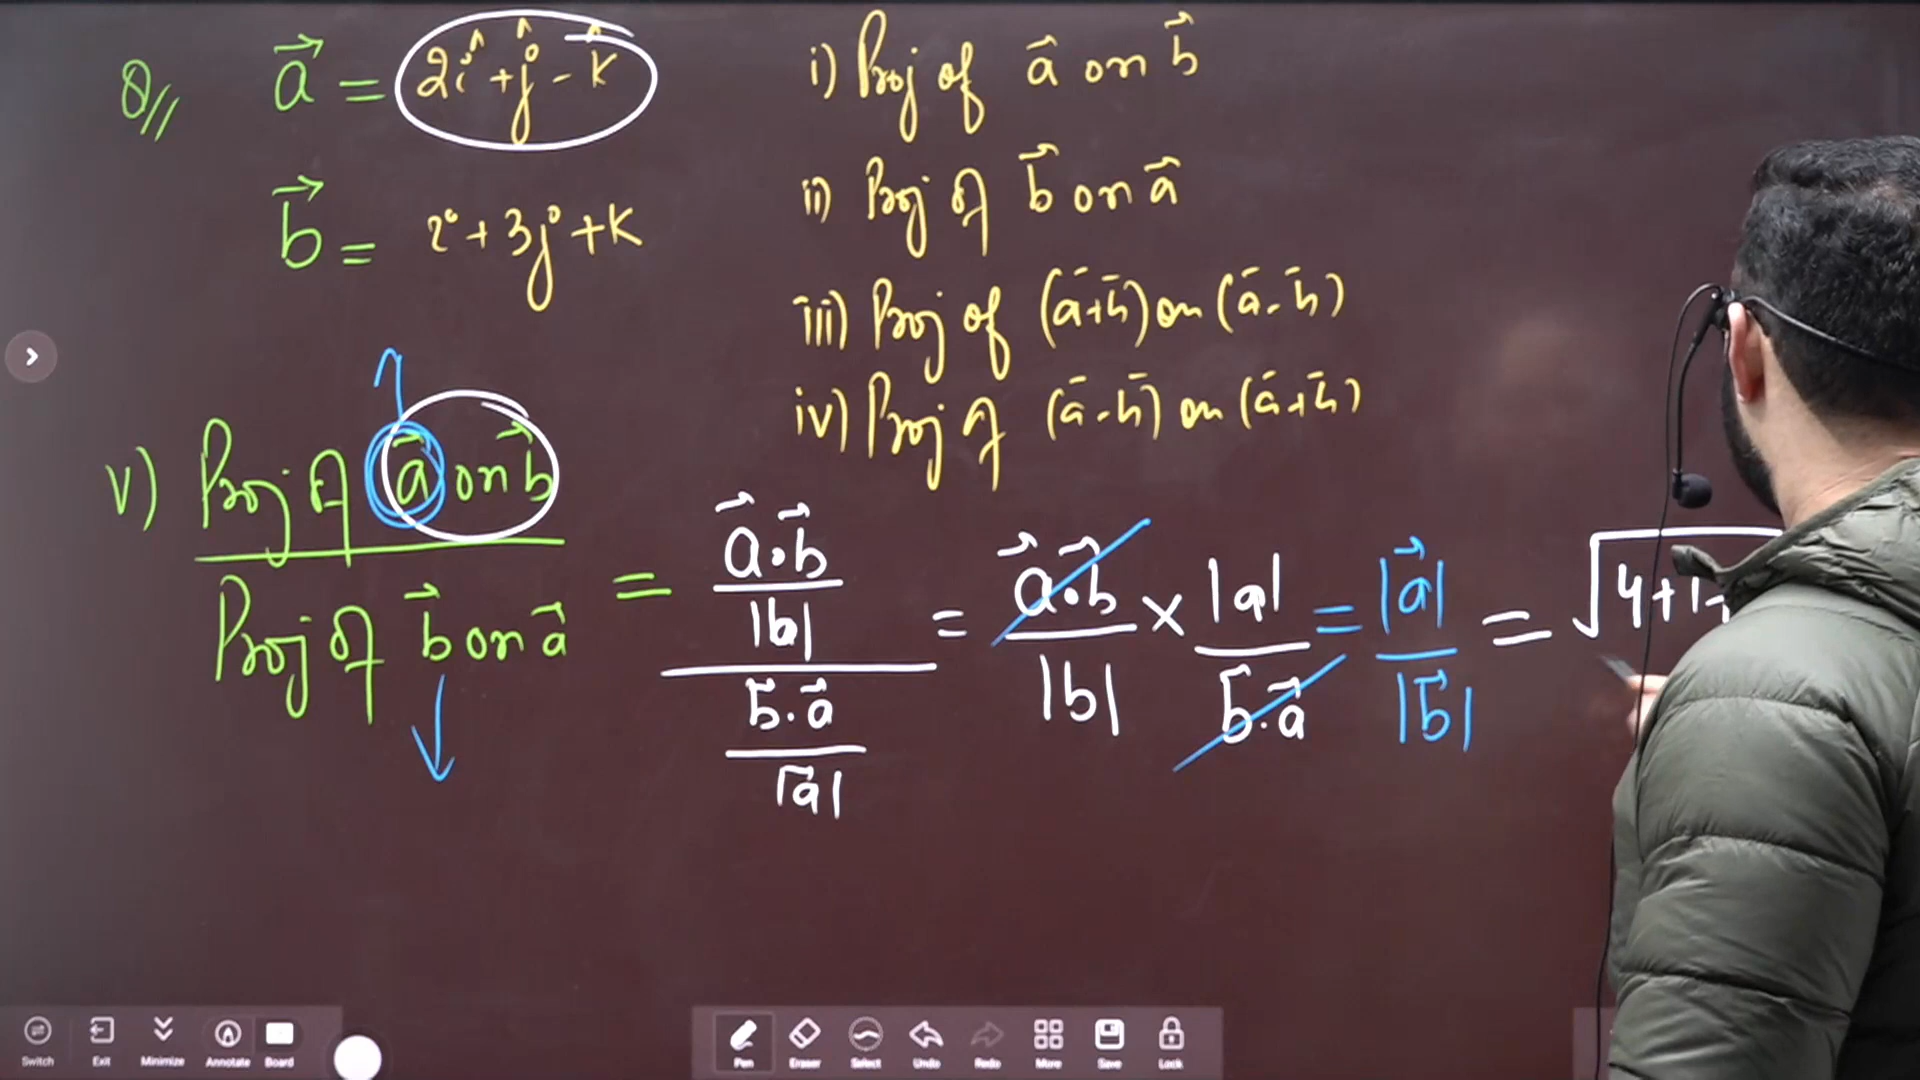 Q// a⃗ = 2î + ĵ - k̂
b⃗ = i + 3j + k
i) Proj of a⃗ on b⃗
ii) Proj of b⃗ on a⃗
iii) Proj of (a̅+b̅) on (a̅-b̅)
iv) Proj of (a̅-b̅) on (a̅+b̅)
v) Proj of a⃗ on b⃗
Proj of b⃗ on a⃗
= a⃗.b⃗ / |b| / b̅.a⃗ / |a⃗| = a⃗.b⃗ / |b| × |a| / b̅.a⃗ = |a⃗| / |b⃗| = √4+1+
Switch Exit Minimize Annotate Board
Pen Eraser Select Undo Redo More Save Lock